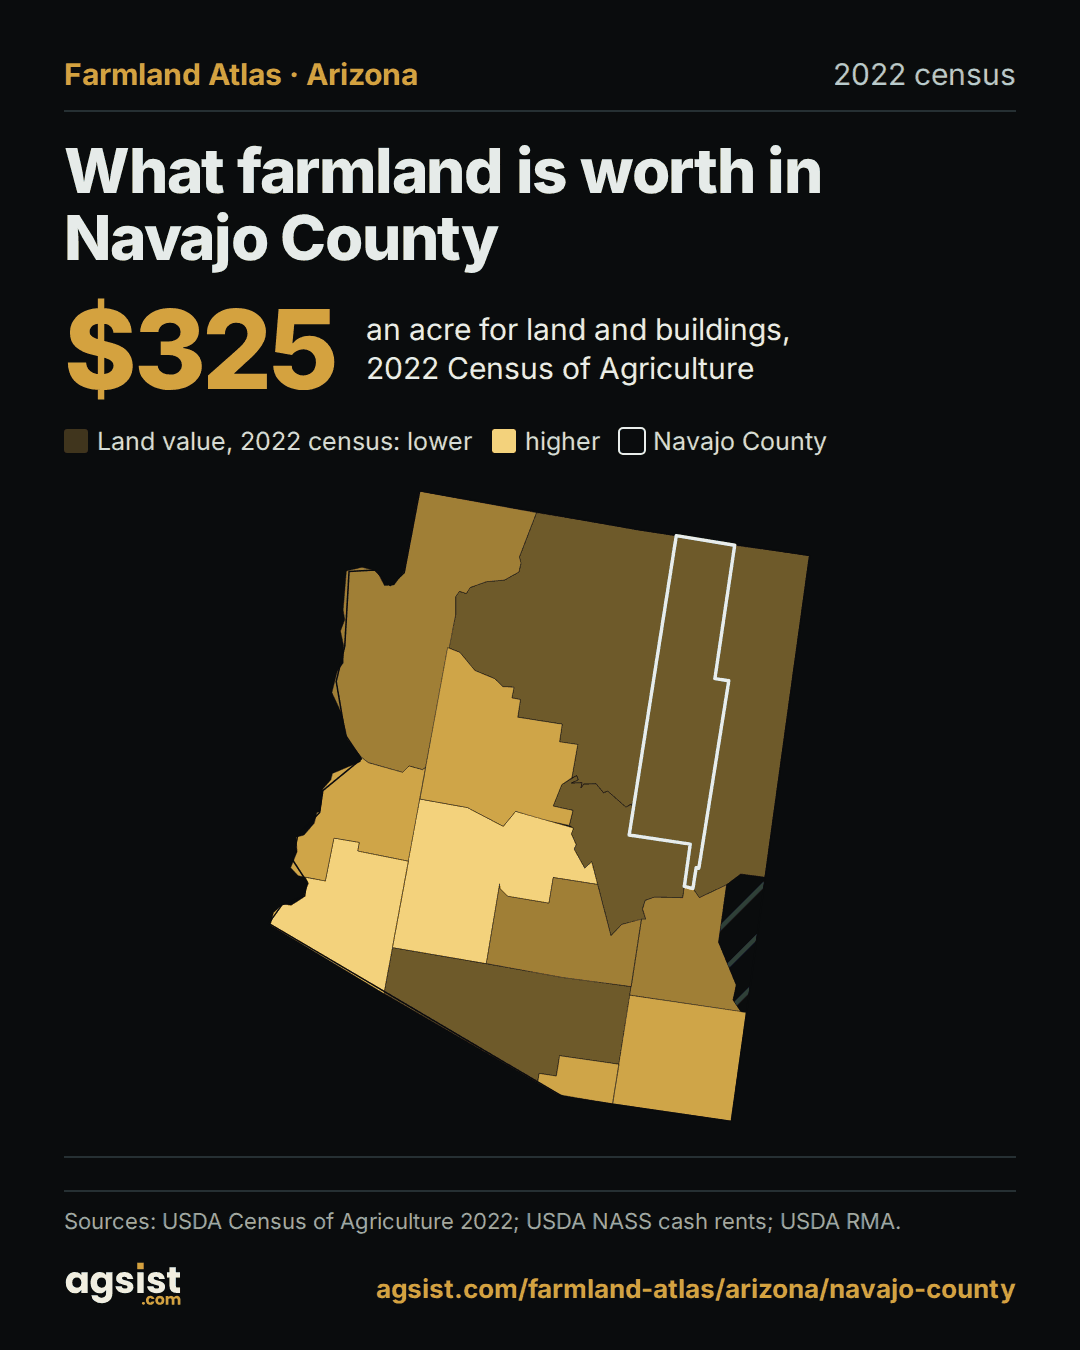 Farmland Atlas · Arizona
2022 census
What farmland is worth in
Navajo County
$325
an acre for land and buildings,
2022 Census of Agriculture
Land value, 2022 census: lower
higher
Navajo County
Sources: USDA Census of Agriculture 2022; USDA NASS cash rents; USDA RMA.
agsist
.com
agsist.com/farmland-atlas/arizona/navajo-county